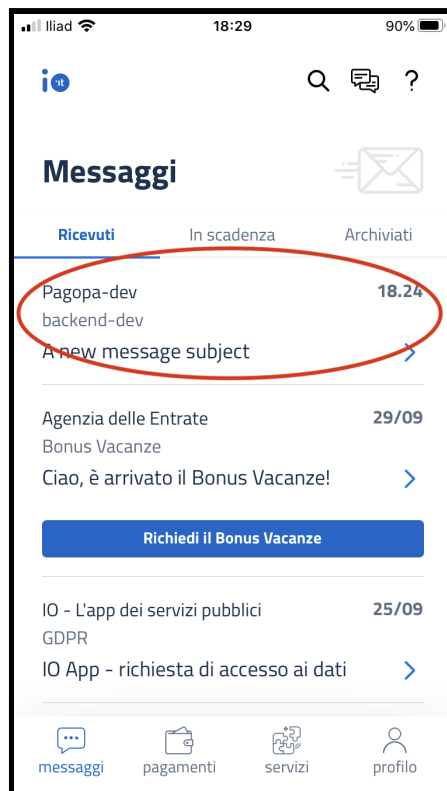 Iliad 18:29 90%
io it
?
Messaggi
Ricevuti In scadenza Archiviati
Pagopa-dev 18.24
backend-dev
A new message subject
Agenzia delle Entrate 29/09
Bonus Vacanze
Ciao, è arrivato il Bonus Vacanze!
Richiedi il Bonus Vacanze
IO - L'app dei servizi pubblici 25/09
GDPR
IO App - richiesta di accesso ai dati
messaggi pagamenti servizi profilo